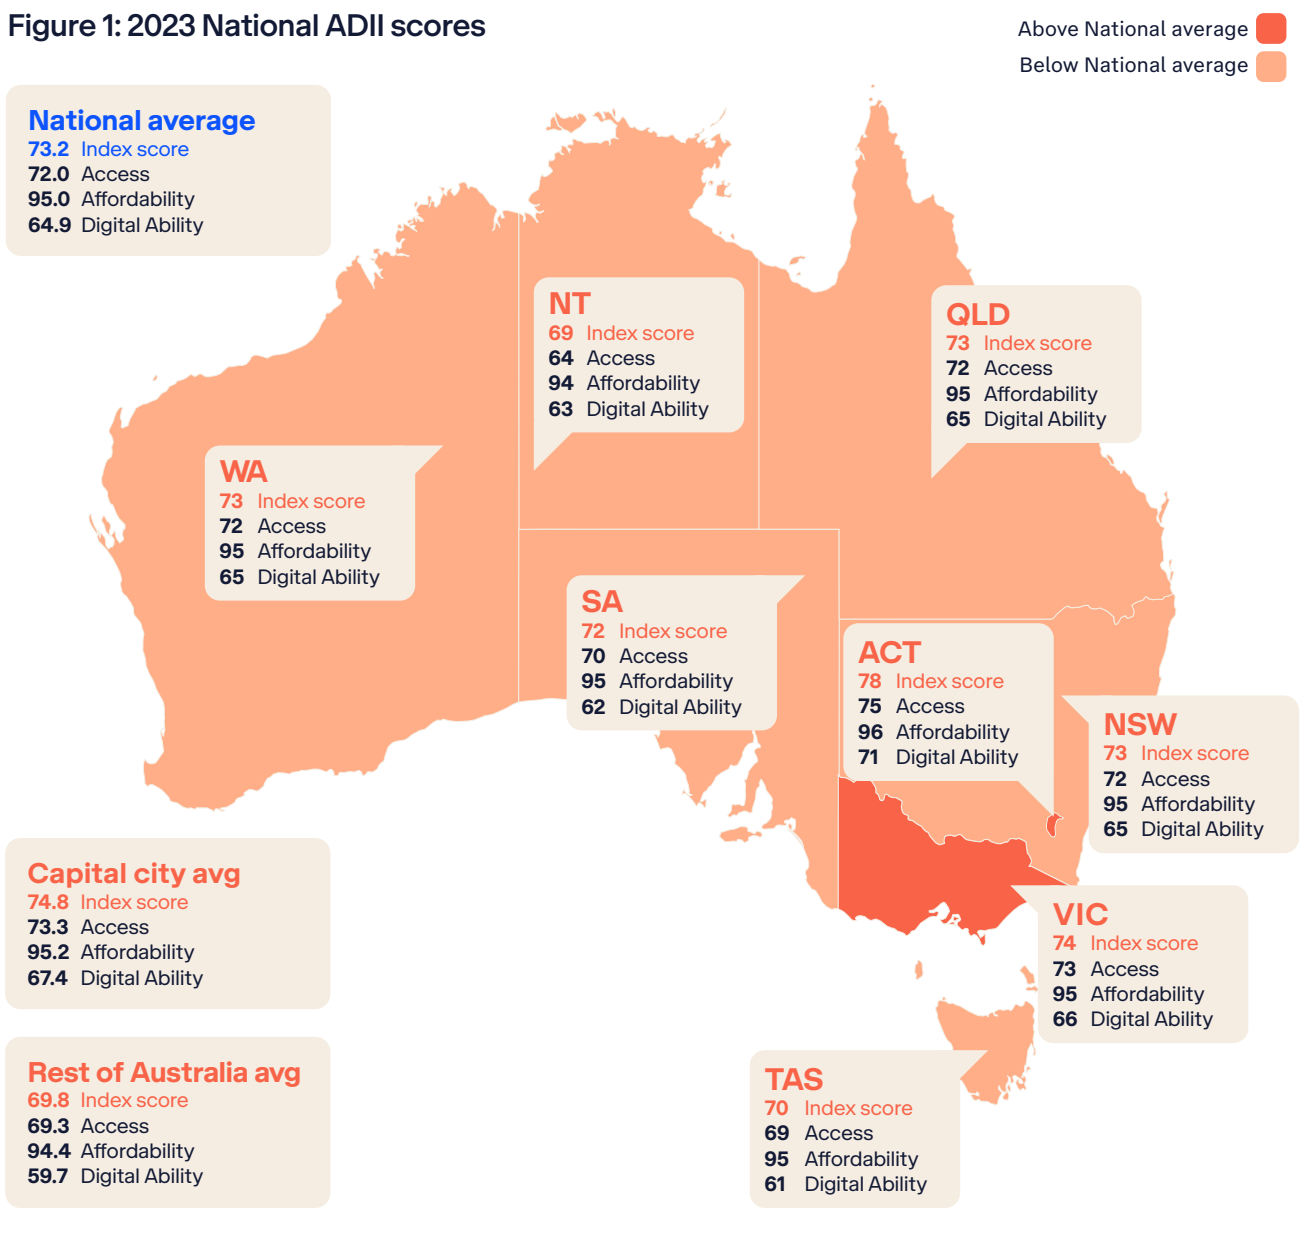 Figure 1: 2023 National ADII scores
Above National average
Below National average
National average
73.2 Index score
72.0 Access
95.0 Affordability
64.9 Digital Ability
NT
69 Index score
64 Access
94 Affordability
63 Digital Ability
QLD
73 Index score
72 Access
95 Affordability
65 Digital Ability
WA
73 Index score
72 Access
95 Affordability
65 Digital Ability
SA
72 Index score
70 Access
95 Affordability
62 Digital Ability
ACT
78 Index score
75 Access
96 Affordability
71 Digital Ability
NSW
73 Index score
72 Access
95 Affordability
65 Digital Ability
Capital city avg
74.8 Index score
73.3 Access
95.2 Affordability
67.4 Digital Ability
VIC
74 Index score
73 Access
95 Affordability
66 Digital Ability
Rest of Australia avg
69.8 Index score
69.3 Access
94.4 Affordability
59.7 Digital Ability
TAS
70 Index score
69 Access
95 Affordability
61 Digital Ability